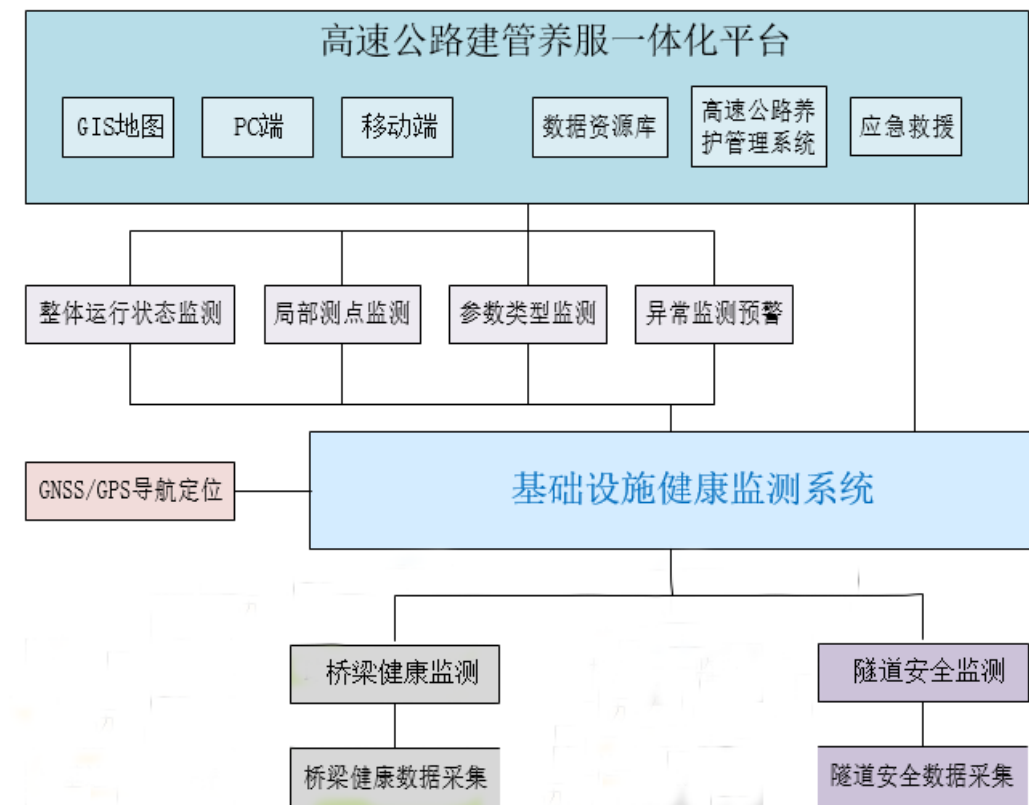 高速公路建管养服一体化平台
GIS地图
PC端
移动端
数据资源库
高速公路养
护管理系统
应急救援
整体运行状态监测
局部测点监测
参数类型监测
异常监测预警
GNSS/GPS导航定位
基础设施健康监测系统
桥梁健康监测
隧道安全监测
桥梁健康数据采集
隧道安全数据采集